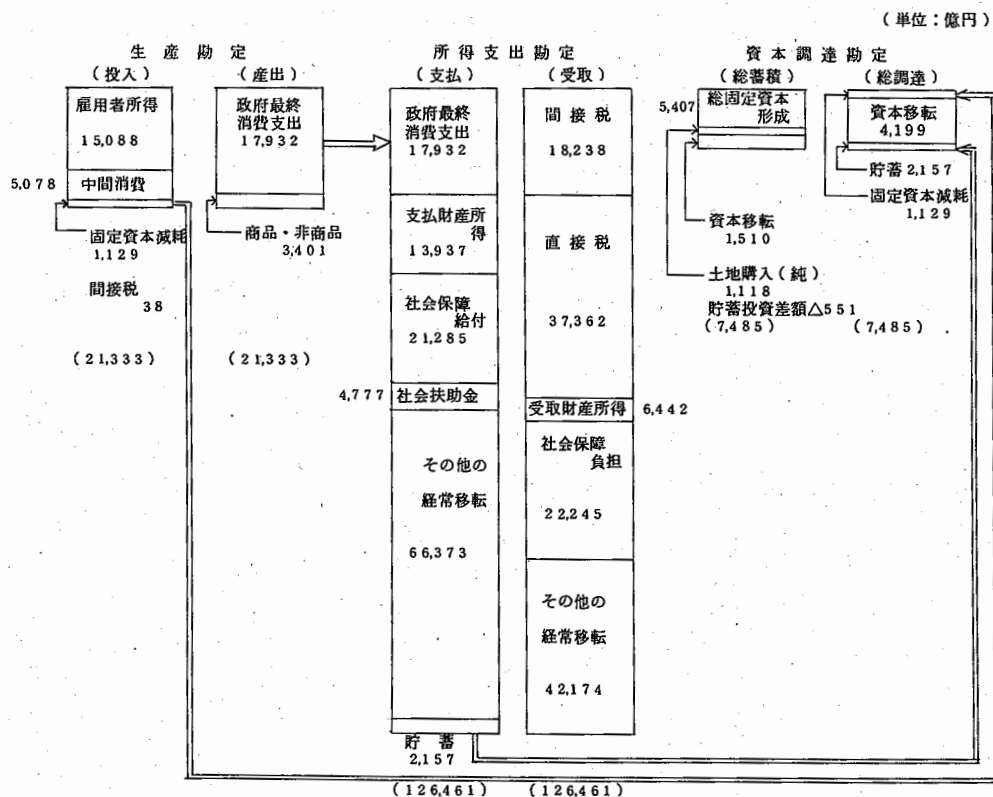 （単位：億円）
生産勘定
（投入）
（産出）
雇用者所得
15,088
5,078
中間消費
固定資本減耗
1,129
間接税
38
（21,333）
政府最終
消費支出
17,932
商品・非商品
3,401
（21,333）
所得支出勘定
（支払）
（受取）
政府最終
消費支出
17,932
支払財産所
得
13,937
社会保障
給付
21,285
4,777
社会扶助金
その他の
経常移転
66,373
貯蓄
2,157
（126,461）
間接税
18,238
直接税
37,362
受取財産所得
6,442
社会保障
負担
22,245
その他の
経常移転
42,174
（126,461）
資本調達勘定
（総蓄積）
（総調達）
5,407
総固定資本
形成
資本移転
1,510
土地購入（純）
1,118
貯蓄投資差額△551
（7,485）
資本移転
4,199
貯蓄2,157
固定資本減耗
1,129
（7,485）